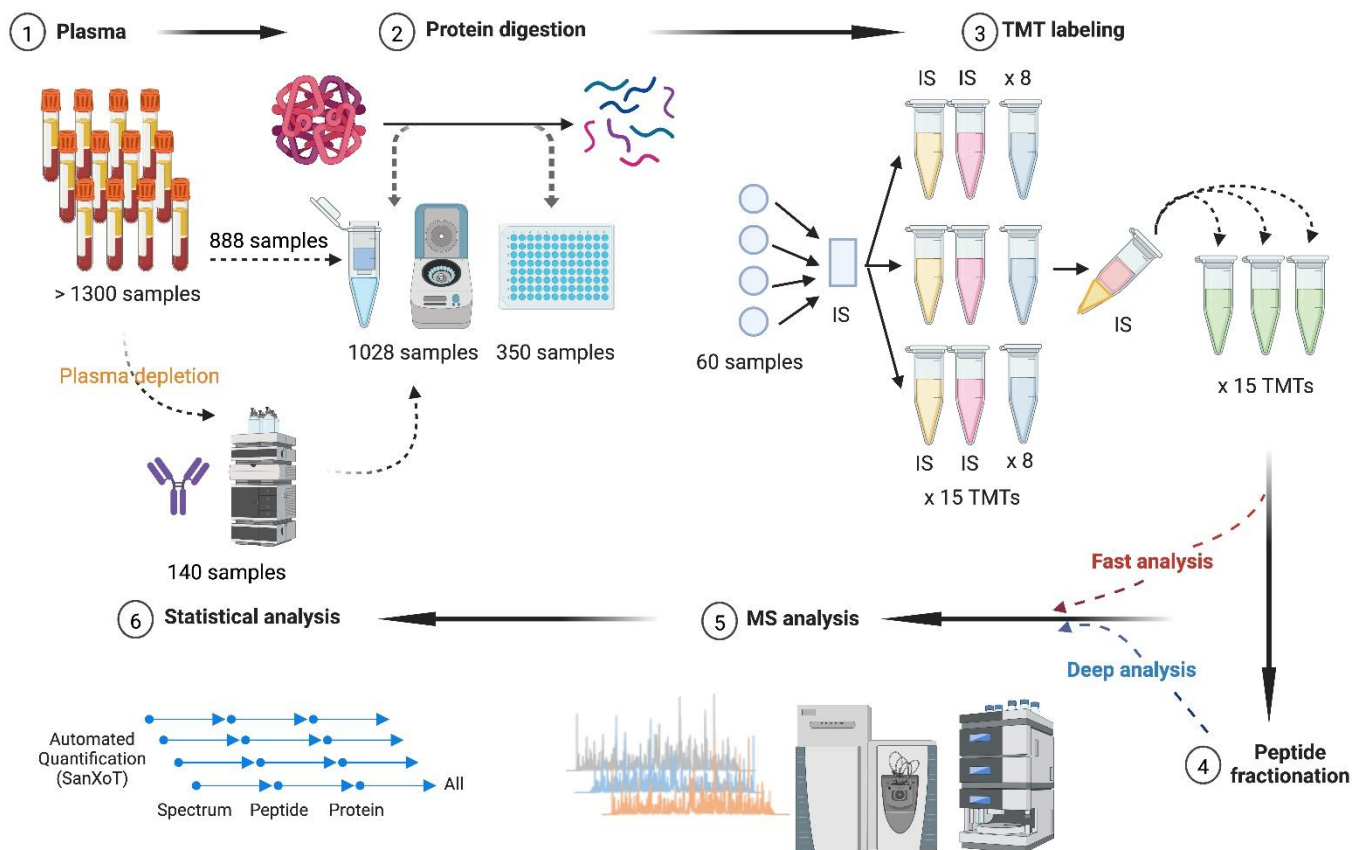 1 Plasma
2 Protein digestion
3 TMT labeling
IS IS x 8
888 samples
> 1300 samples
1028 samples 350 samples
60 samples
IS
IS
x 15 TMTs
Plasma depletion
140 samples
IS IS x 8
x 15 TMTs
Fast analysis
Deep analysis
4 Peptide
fractionation
5 MS analysis
6 Statistical analysis
Automated
Quantification
(SanXoT)
All
Spectrum Peptide Protein